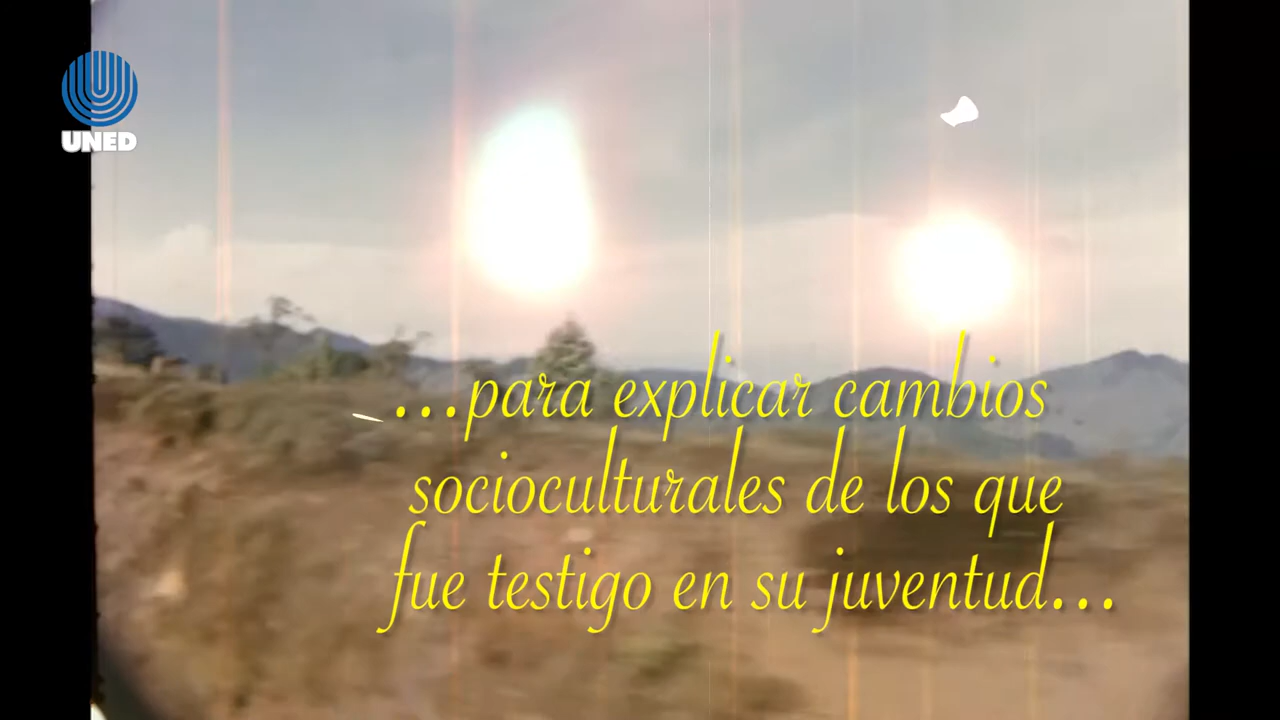 UNED
...para explicar cambios
socioculturales de los que
fue testigo en su juventud...